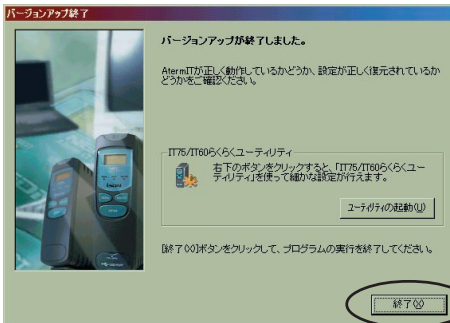 バージョンアップ終了
バージョンアップが終了しました。
AtermITが正しく動作しているかどうか、設定が正しく復元されているか
どうかをご確認ください。
IT75/IT60らくらくユーティリティ
右下のボタンをクリックすると、「IT75/IT60らくらくユー
ティリティ」を使って細かな設定が行えます。
ユーティリティの起動(U)
[終了(X)]ボタンをクリックして、プログラムの実行を終了してください。
終了(X)